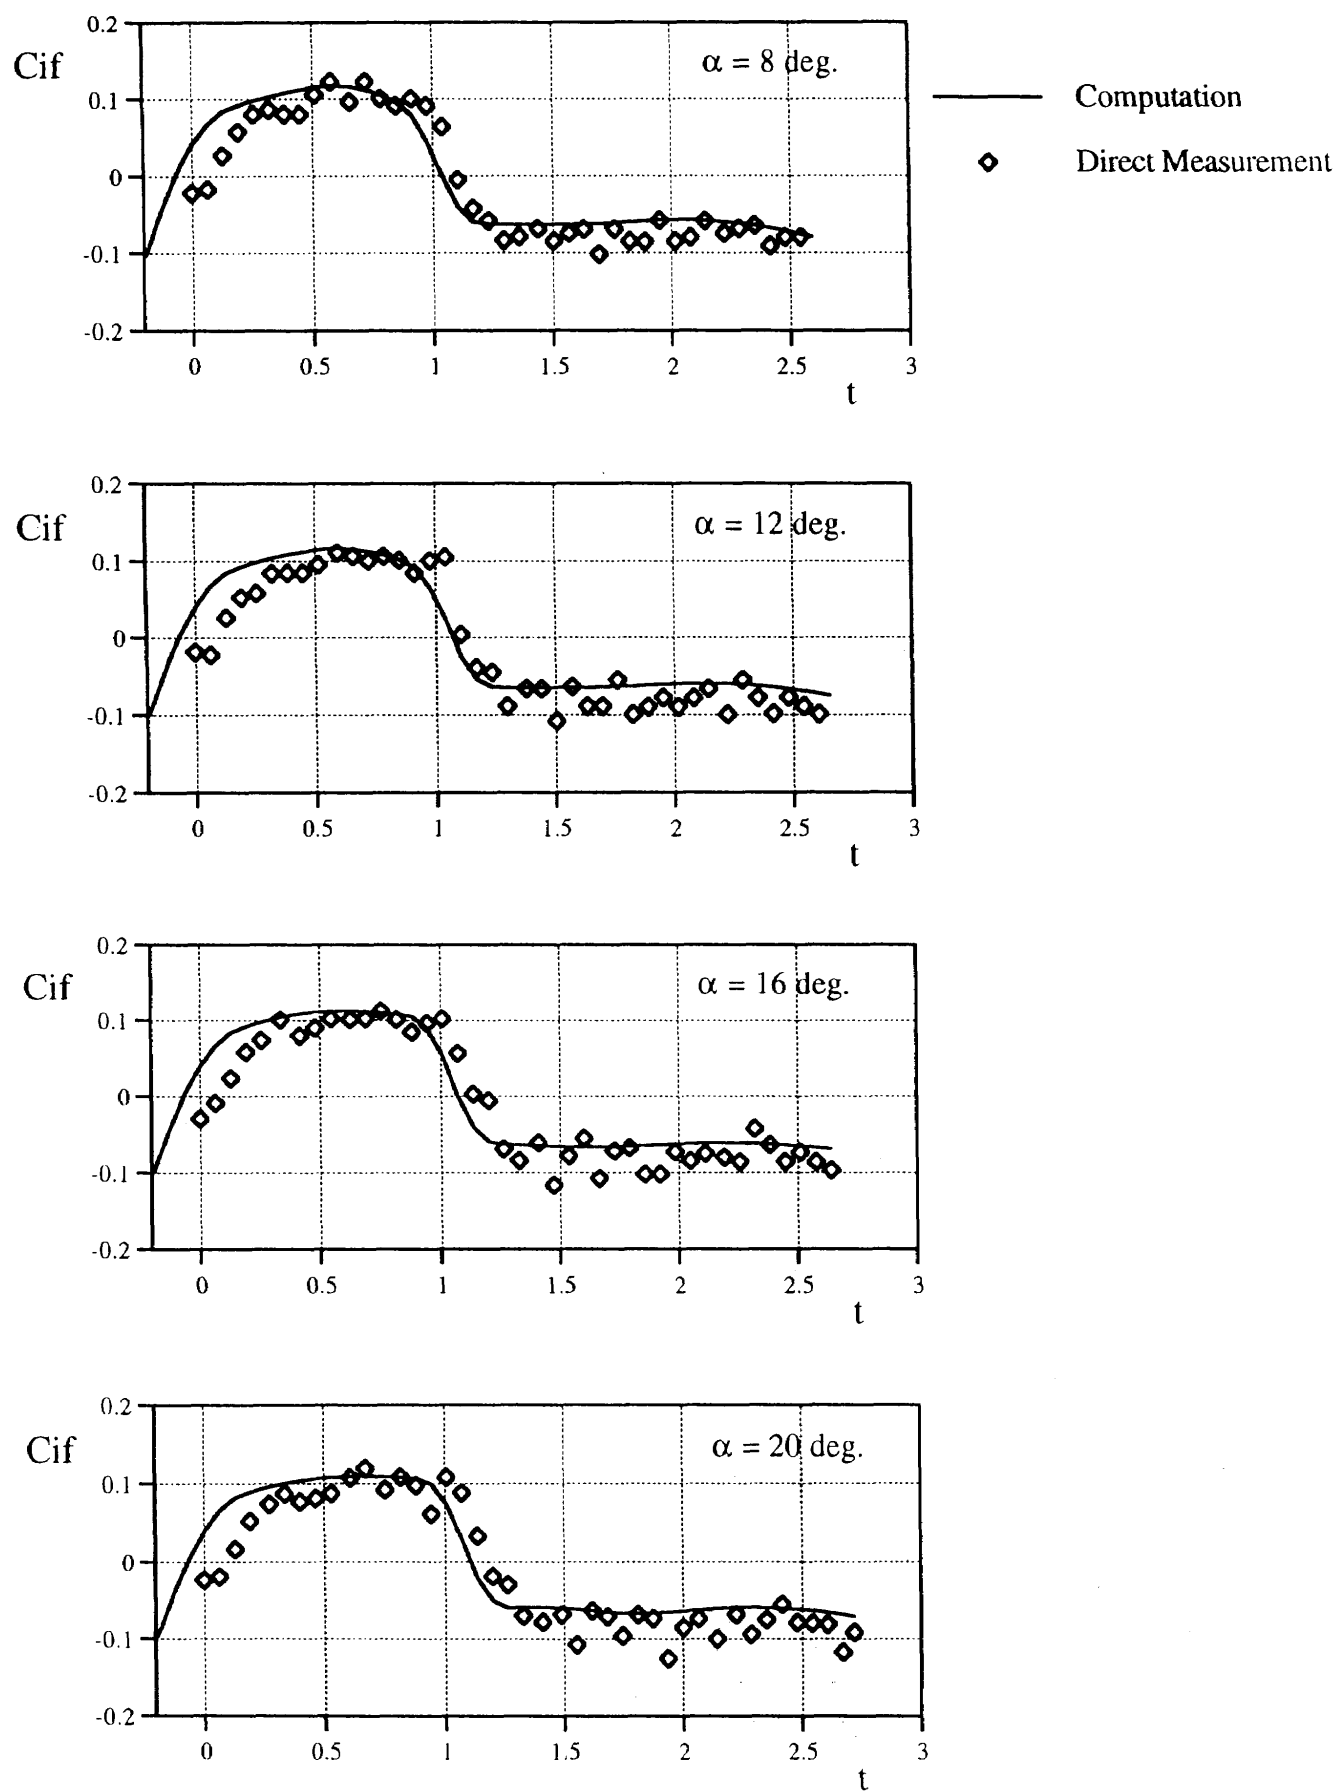 0.2
Cif
α = 8 deg.
0.1
Computation
0
Direct Measurement
-0.1
-0.2
0 0.5 1 1.5 2 2.5 3
t
0.2
Cif
α = 12 deg.
0.1
0
-0.1
-0.2
0 0.5 1 1.5 2 2.5 3
t
0.2
Cif
α = 16 deg.
0.1
0
-0.1
-0.2
0 0.5 1 1.5 2 2.5 3
t
0.2
Cif
α = 20 deg.
0.1
0
-0.1
-0.2
0 0.5 1 1.5 2 2.5 3
t